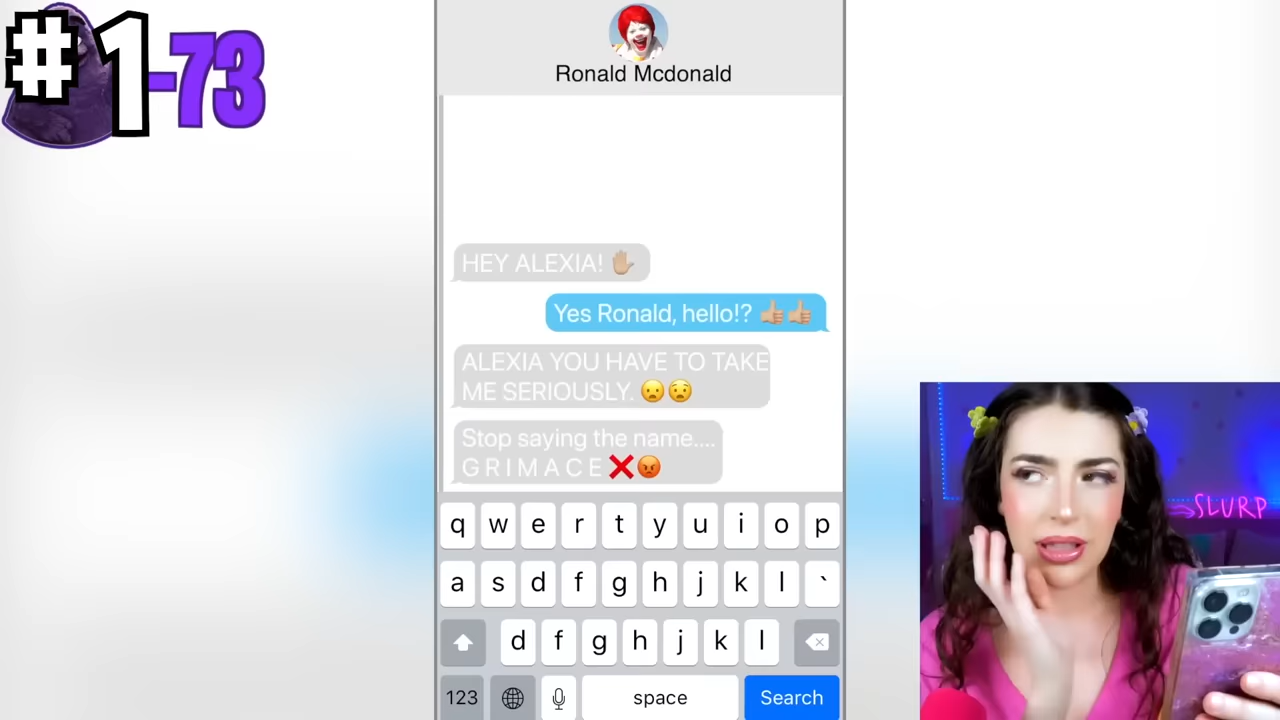 #1-73
Ronald Mcdonald
HEY ALEXIA! ✋🏼
Yes Ronald, hello!? 👍🏼👍🏼
ALEXIA YOU HAVE TO TAKE
ME SERIOUSLY. 😦😧
Stop saying the name....
G R I M A C E ❌😡
SLURP
q w e r t y u i o p
a s d f g h j k l `
d f g h j k l
123 space Search